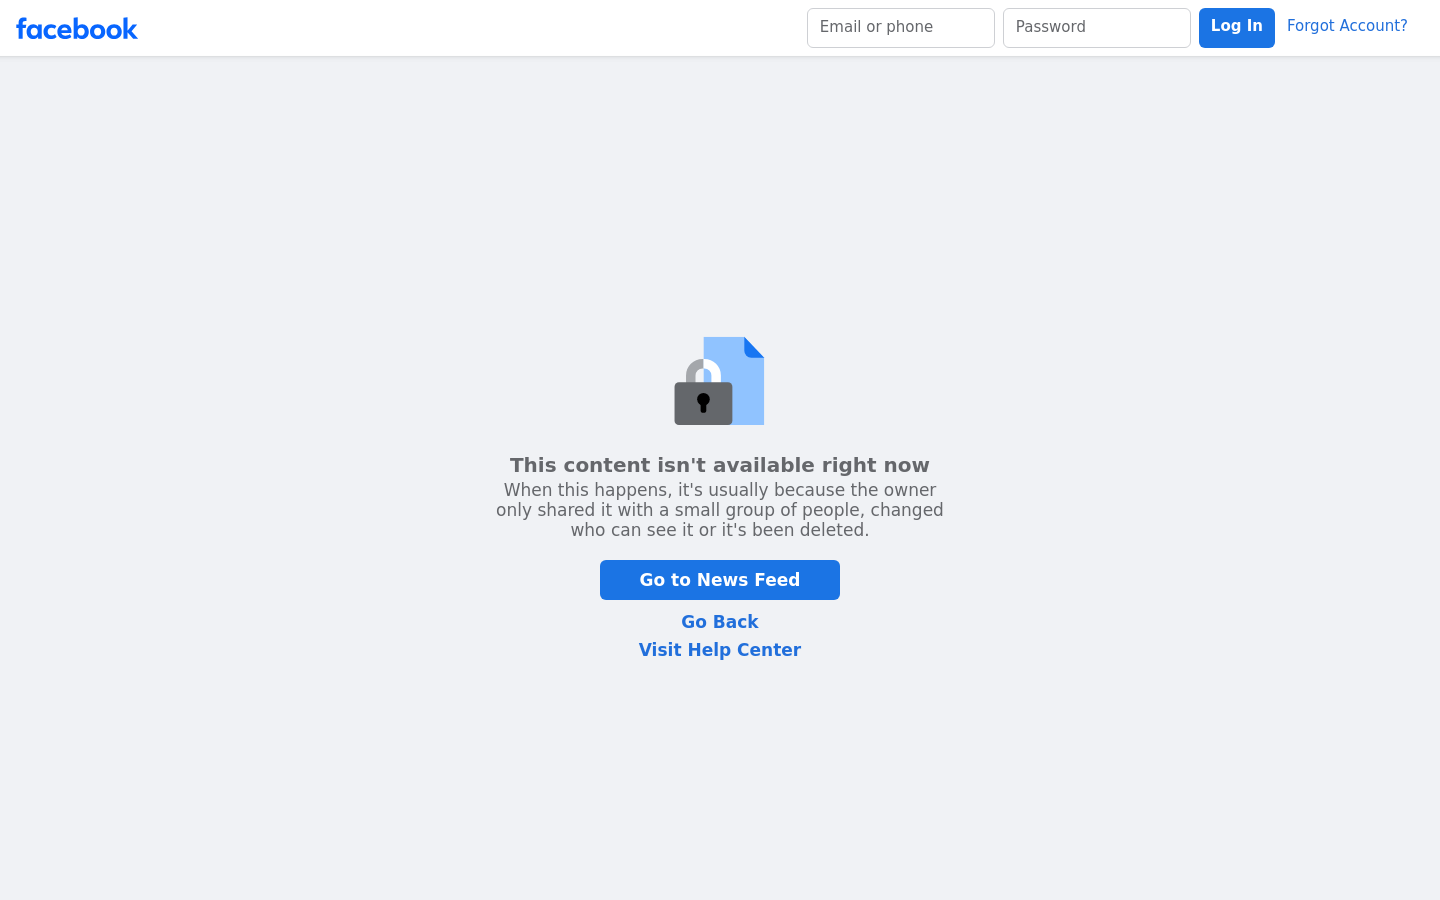 facebook
Email or phone
Password
Log In
Forgot Account?
This content isn't available right now
When this happens, it's usually because the owner
only shared it with a small group of people, changed
who can see it or it's been deleted.
Go to News Feed
Go Back
Visit Help Center